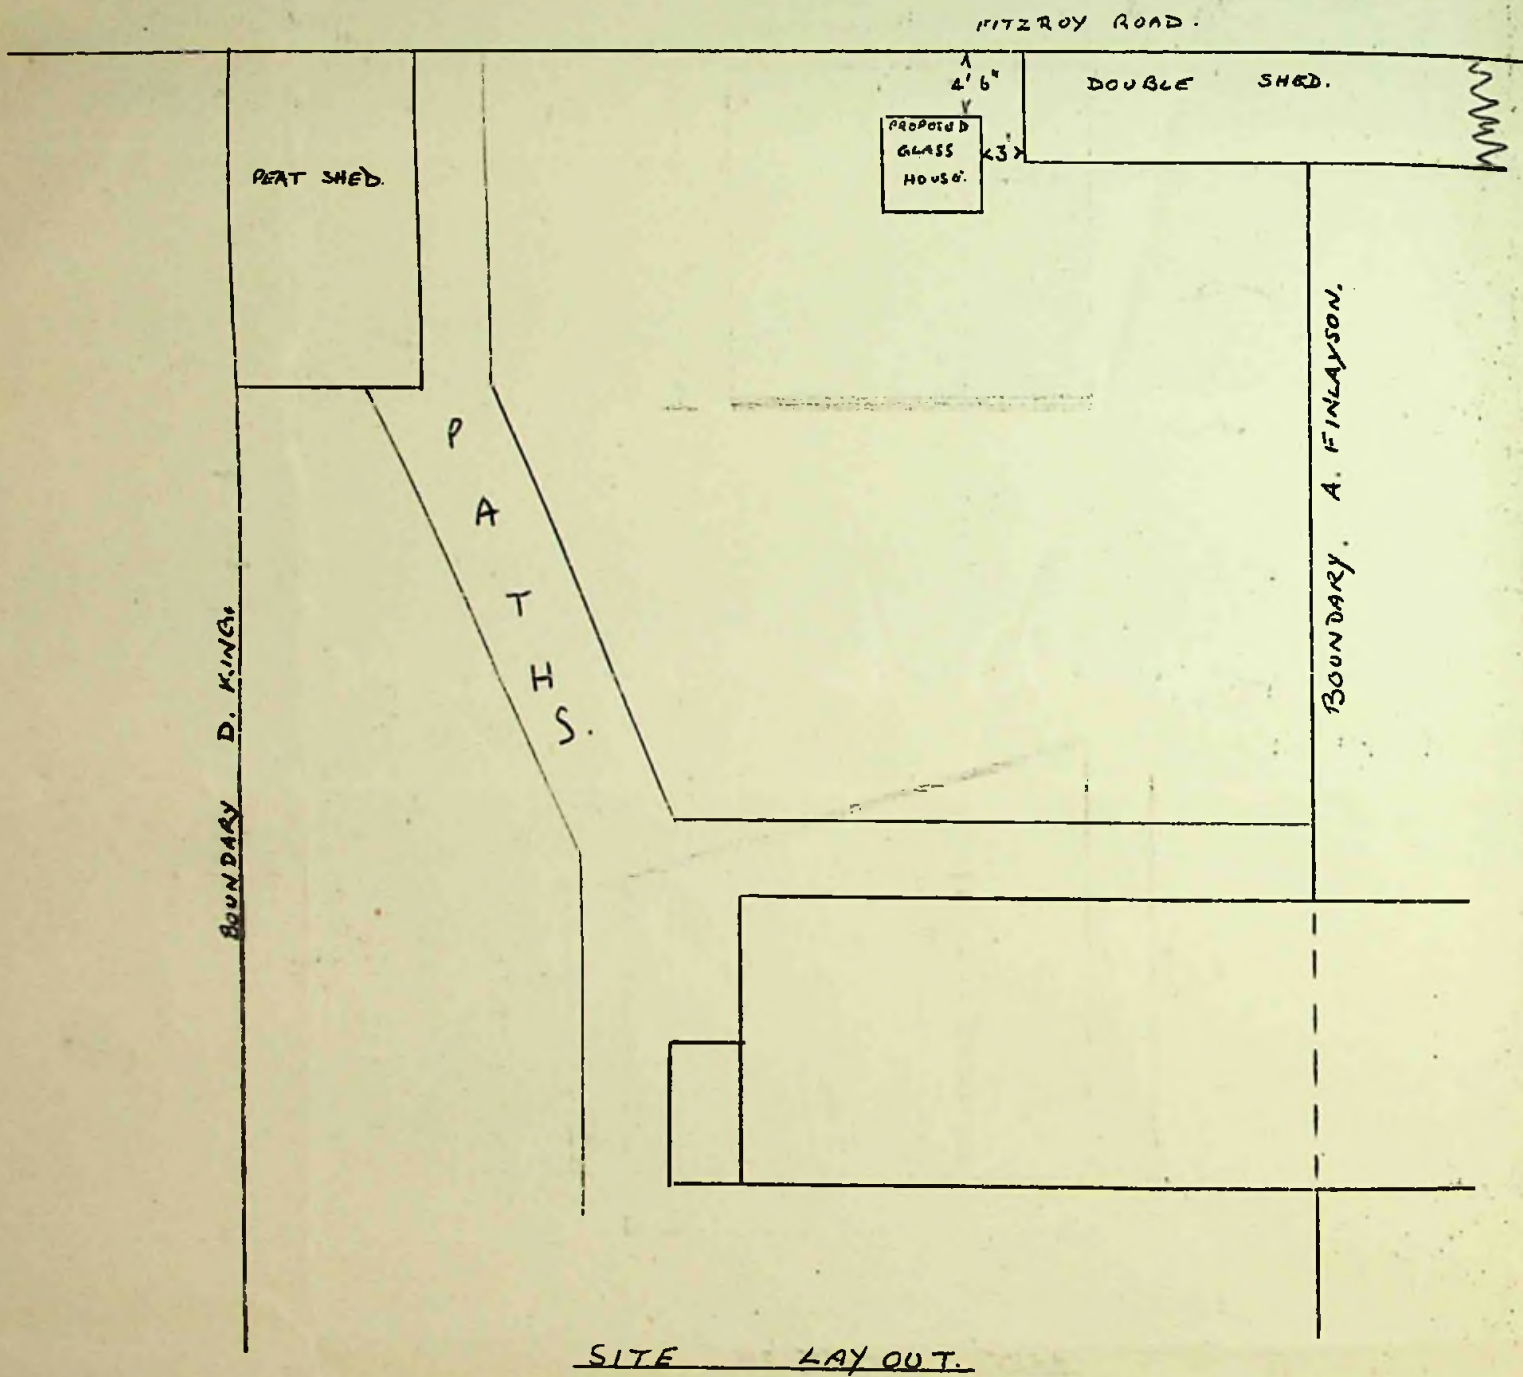 FITZROY ROAD.
4' 6"
DOUBLE SHED.
PROPOSED
GLASS
HOUSE.
<3'>
PEAT SHED.
PATHS.
BOUNDARY D. KING.
BOUNDARY. A. FINLAYSON.
SITE LAY OUT.